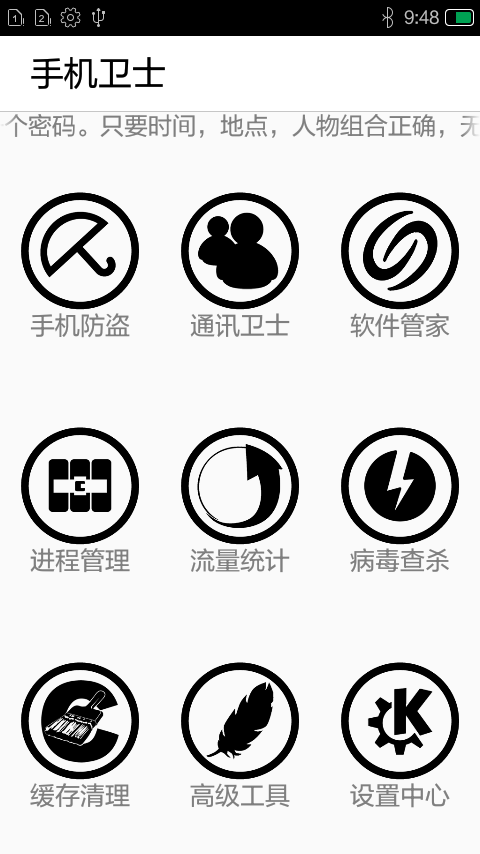 1 2 9:48
手机卫士
个密码。只要时间，地点，人物组合正确，无
手机防盗 通讯卫士 软件管家
进程管理 流量统计 病毒查杀
缓存清理 高级工具 设置中心